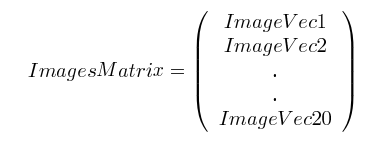 ImageVec1
ImageVec2
.
ImagesMatrix =
.
ImageVec20